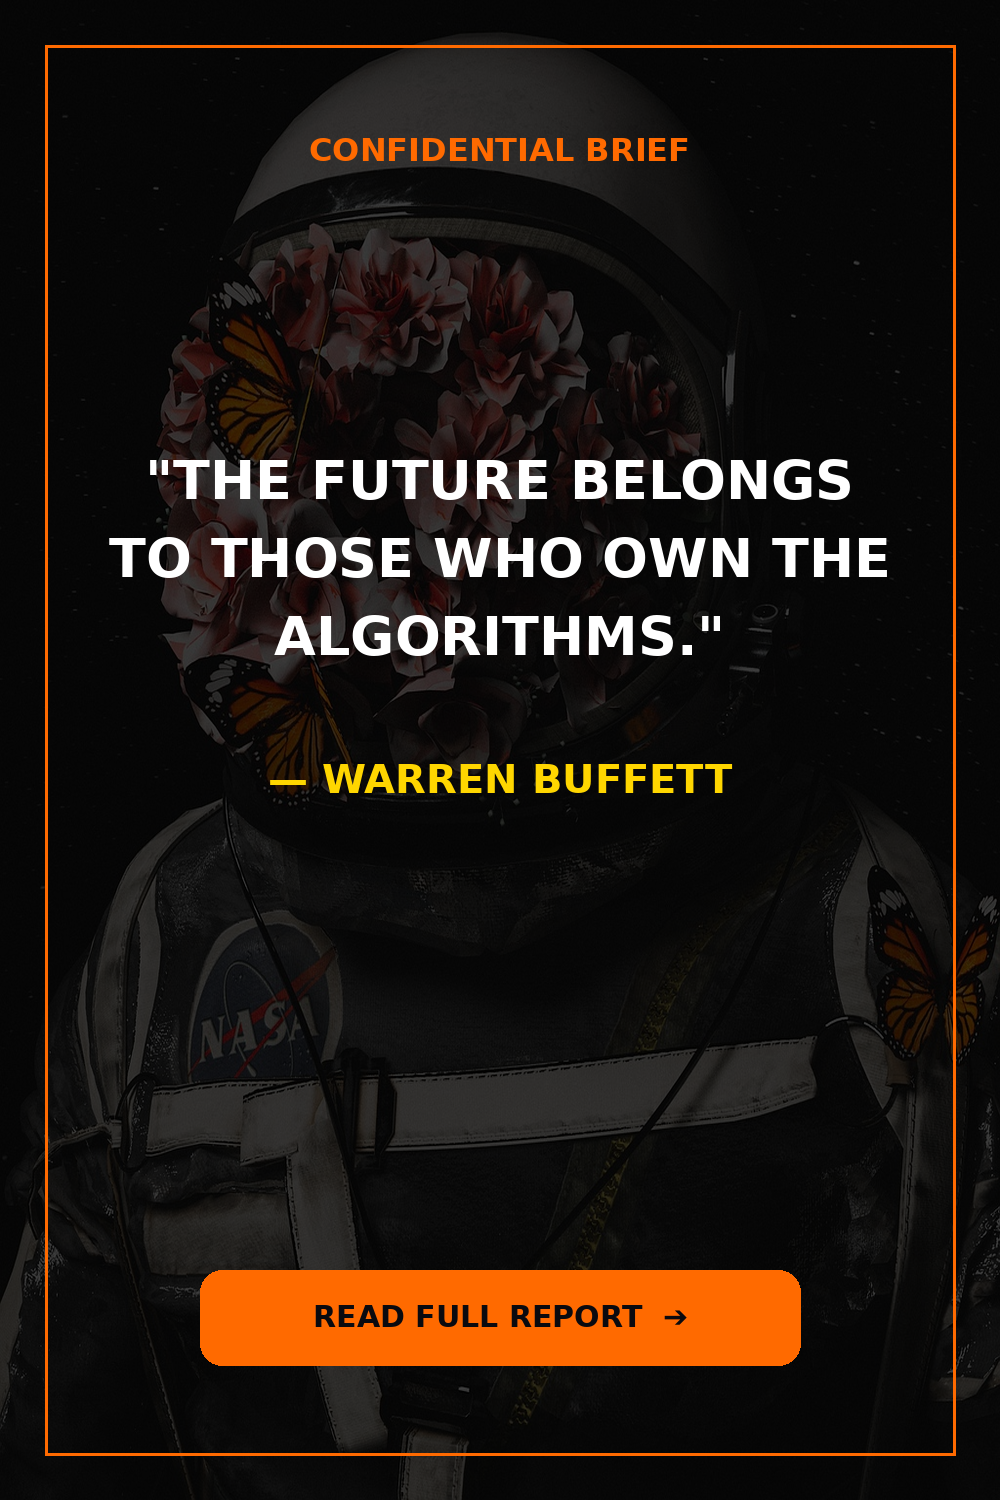 CONFIDENTIAL BRIEF
"THE FUTURE BELONGS
TO THOSE WHO OWN THE
ALGORITHMS."
— WARREN BUFFETT
NASA
READ FULL REPORT ➔